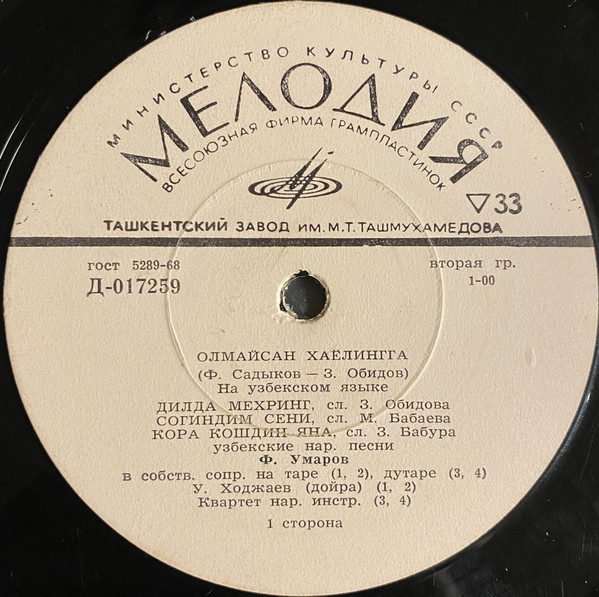 МИНИСТЕРСТВО КУЛЬТУРЫ СССР
МЕЛОДИЯ
ВСЕСОЮЗНАЯ ФИРМА ГРАМПЛАСТИНОК
▽33
ТАШКЕНТСКИЙ ЗАВОД ИМ. М. Т. ТАШМУХАМЕДОВА
гост 5289-68
вторая гр.
Д-017259
1-00
ОЛМАЙСАН ХАЁЛИНГГА
(Ф. Садыков — З. Обидов)
На узбекском языке
ДИЛДА МЕХРИНГ, сл. З. Обидова
СОГИНДИМ СЕНИ, сл. М. Бабаева
КОРА КОШДИН ЯНА, сл. З. Бабура
узбекские нар. песни
Ф. Умаров
в собств. сопр. на таре (1, 2), дутаре (3, 4)
У. Ходжаев (дойра) (1, 2)
Квартет нар. инстр. (3, 4)
1 сторона